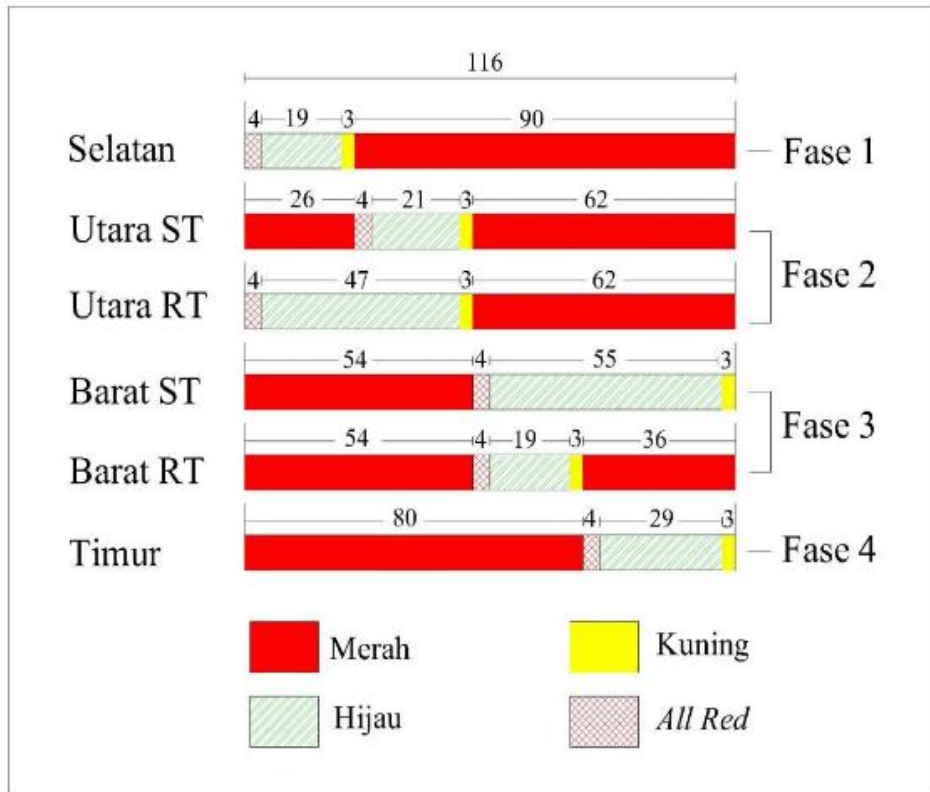 116
4 19 3 90
Selatan
Fase 1
26 4 21 3 62
Utara ST
4 47 3 62
Fase 2
Utara RT
54 4 55 3
Barat ST
54 4 19 3 36
Fase 3
Barat RT
80 4 29 3
Timur
Fase 4
Merah
Kuning
Hijau
All Red